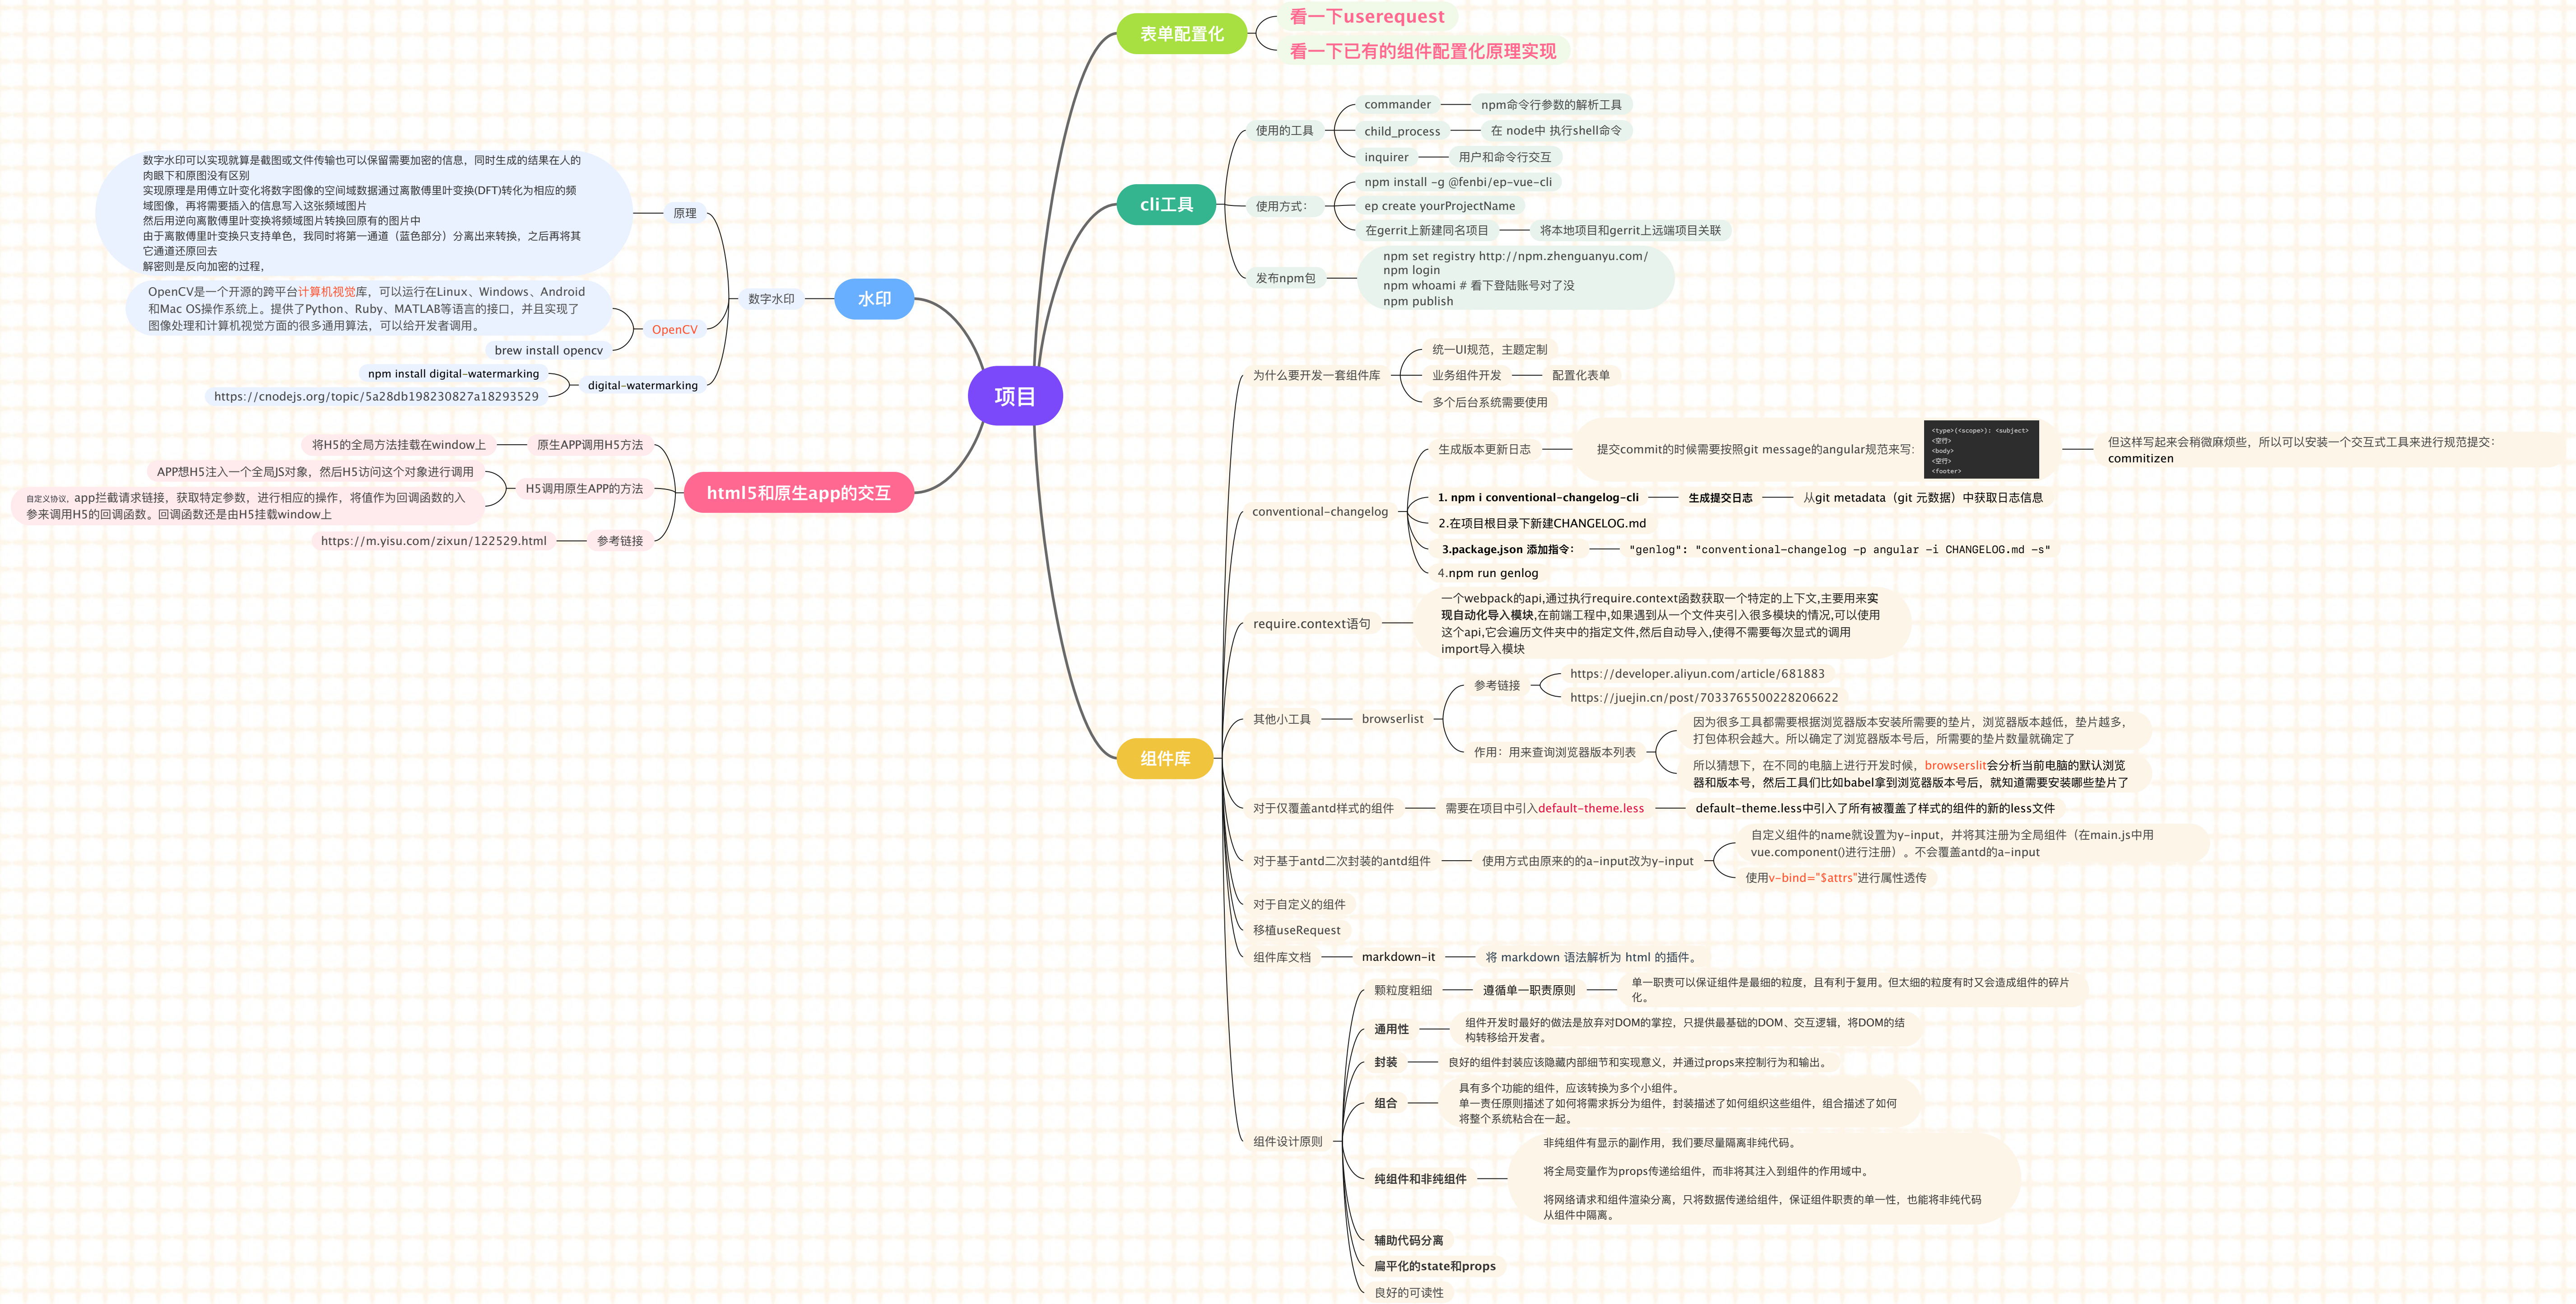 项目
表单配置化
看一下userequest
看一下已有的组件配置化原理实现
cli工具
使用的工具
commander
npm命令行参数的解析工具
child_process
在 node中 执行shell命令
inquirer
用户和命令行交互
使用方式：
npm install -g @fenbi/ep-vue-cli
ep create yourProjectName
在gerrit上新建同名项目
将本地项目和gerrit上远端项目关联
发布npm包
npm set registry http://npm.zhenguanyu.com/
npm login
npm whoami # 看下登陆账号对了没
npm publish
组件库
为什么要开发一套组件库
统一UI规范，主题定制
业务组件开发
配置化表单
多个后台系统需要使用
conventional-changelog
生成版本更新日志
提交commit的时候需要按照git message的angular规范来写:
<type>(<scope>): <subject>
<空行>
<body>
<空行>
<footer>
但这样写起来会稍微麻烦些，所以可以安装一个交互式工具来进行规范提交：
commitizen
1. npm i conventional-changelog-cli
生成提交日志
从git metadata（git 元数据）中获取日志信息
2.在项目根目录下新建CHANGELOG.md
3.package.json 添加指令：
"genlog": "conventional-changelog -p angular -i CHANGELOG.md -s"
4.npm run genlog
require.context语句
一个webpack的api,通过执行require.context函数获取一个特定的上下文,主要用来实
现自动化导入模块,在前端工程中,如果遇到从一个文件夹引入很多模块的情况,可以使用
这个api,它会遍历文件夹中的指定文件,然后自动导入,使得不需要每次显式的调用
import导入模块
其他小工具
browserlist
参考链接
https://developer.aliyun.com/article/681883
https://juejin.cn/post/7033765500228206622
作用：用来查询浏览器版本列表
因为很多工具都需要根据浏览器版本安装所需要的垫片，浏览器版本越低，垫片越多，
打包体积会越大。所以确定了浏览器版本号后，所需要的垫片数量就确定了
所以猜想下，在不同的电脑上进行开发时候，browserslit会分析当前电脑的默认浏览
器和版本号，然后工具们比如babel拿到浏览器版本号后，就知道需要安装哪些垫片了
对于仅覆盖antd样式的组件
需要在项目中引入default-theme.less
default-theme.less中引入了所有被覆盖了样式的组件的新的less文件
对于基于antd二次封装的antd组件
使用方式由原来的的a-input改为y-input
自定义组件的name就设置为y-input，并将其注册为全局组件（在main.js中用
vue.component()进行注册）。不会覆盖antd的a-input
使用v-bind="$attrs"进行属性透传
对于自定义的组件
移植useRequest
组件库文档
markdown-it
将 markdown 语法解析为 html 的插件。
组件设计原则
颗粒度粗细
遵循单一职责原则
单一职责可以保证组件是最细的粒度，且有利于复用。但太细的粒度有时又会造成组件的碎片
化。
通用性
组件开发时最好的做法是放弃对DOM的掌控，只提供最基础的DOM、交互逻辑，将DOM的结
构转移给开发者。
封装
良好的组件封装应该隐藏内部细节和实现意义，并通过props来控制行为和输出。
组合
具有多个功能的组件，应该转换为多个小组件。
单一责任原则描述了如何将需求拆分为组件，封装描述了如何组织这些组件，组合描述了如何
将整个系统粘合在一起。
纯组件和非纯组件
非纯组件有显示的副作用，我们要尽量隔离非纯代码。
将全局变量作为props传递给组件，而非将其注入到组件的作用域中。
将网络请求和组件渲染分离，只将数据传递给组件，保证组件职责的单一性，也能将非纯代码
从组件中隔离。
辅助代码分离
扁平化的state和props
良好的可读性
水印
数字水印
原理
数字水印可以实现就算是截图或文件传输也可以保留需要加密的信息，同时生成的结果在人的
肉眼下和原图没有区别
实现原理是用傅立叶变化将数字图像的空间域数据通过离散傅里叶变换(DFT)转化为相应的频
域图像，再将需要插入的信息写入这张频域图片
然后用逆向离散傅里叶变换将频域图片转换回原有的图片中
由于离散傅里叶变换只支持单色，我同时将第一通道（蓝色部分）分离出来转换，之后再将其
它通道还原回去
解密则是反向加密的过程，
OpenCV
OpenCV是一个开源的跨平台计算机视觉库，可以运行在Linux、Windows、Android
和Mac OS操作系统上。提供了Python、Ruby、MATLAB等语言的接口，并且实现了
图像处理和计算机视觉方面的很多通用算法，可以给开发者调用。
brew install opencv
digital-watermarking
npm install digital-watermarking
https://cnodejs.org/topic/5a28db198230827a18293529
html5和原生app的交互
原生APP调用H5方法
将H5的全局方法挂载在window上
H5调用原生APP的方法
APP想H5注入一个全局JS对象，然后H5访问这个对象进行调用
自定义协议，app拦截请求链接，获取特定参数，进行相应的操作，将值作为回调函数的入
参来调用H5的回调函数。回调函数还是由H5挂载window上
参考链接
https://m.yisu.com/zixun/122529.html